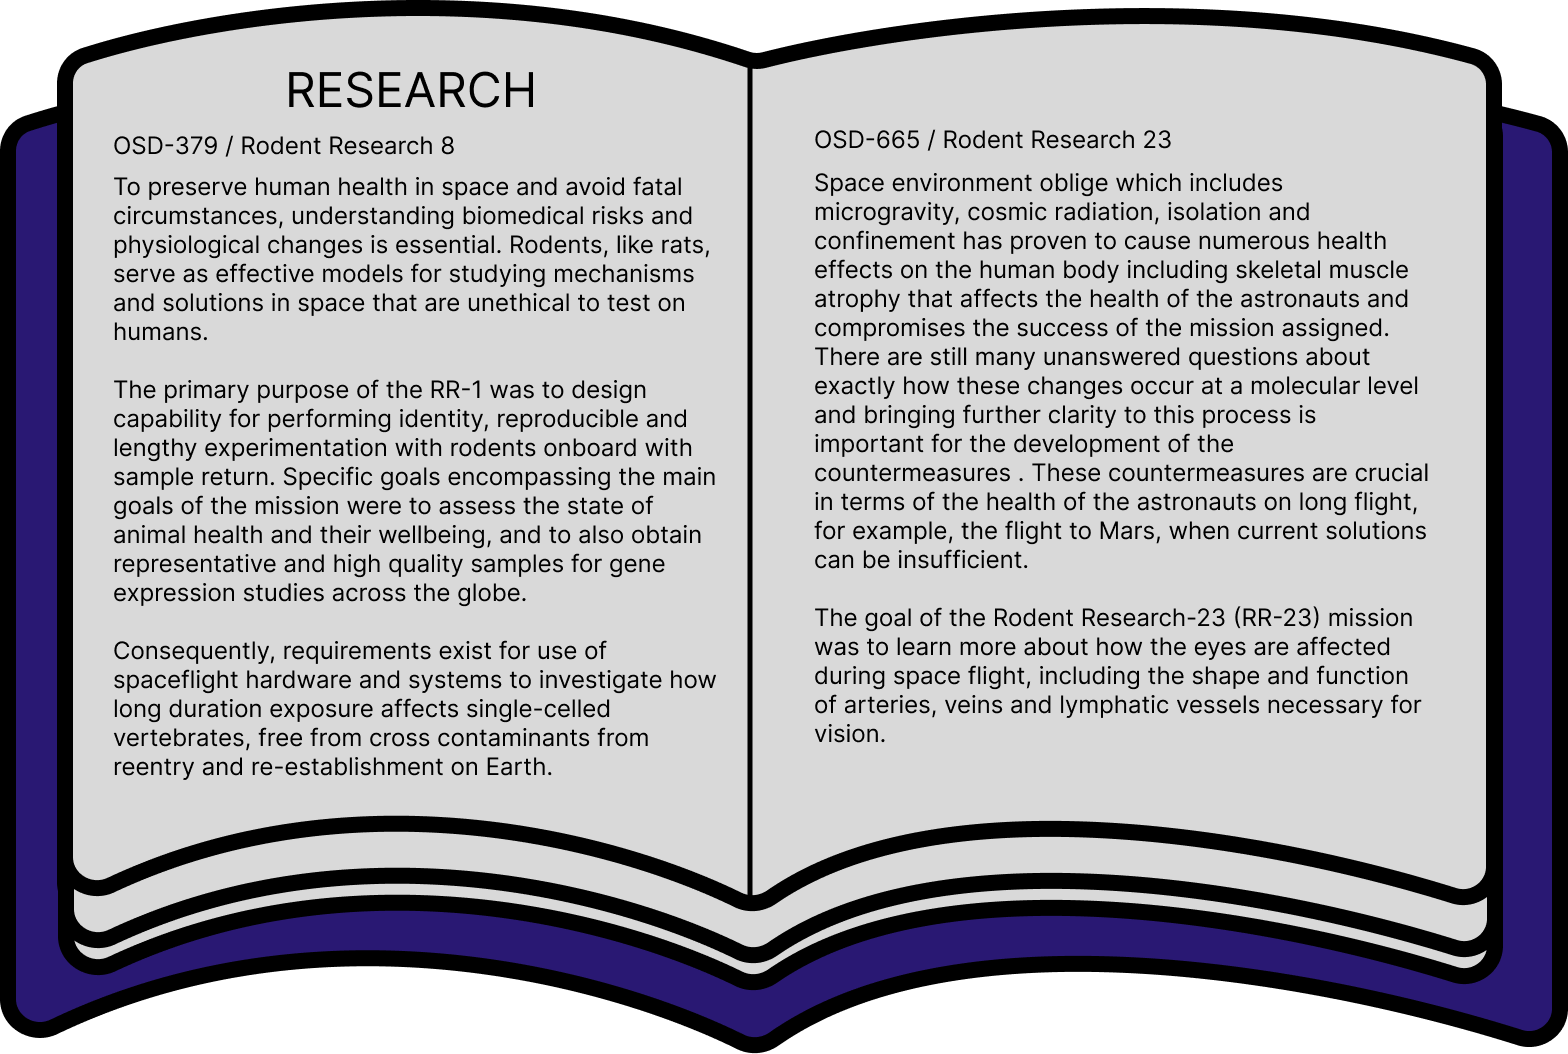 RESEARCH
OSD-379 / Rodent Research 8
To preserve human health in space and avoid fatal
circumstances, understanding biomedical risks and
physiological changes is essential. Rodents, like rats,
serve as effective models for studying mechanisms
and solutions in space that are unethical to test on
humans.
The primary purpose of the RR-1 was to design
capability for performing identity, reproducible and
lengthy experimentation with rodents onboard with
sample return. Specific goals encompassing the main
goals of the mission were to assess the state of
animal health and their wellbeing, and to also obtain
representative and high quality samples for gene
expression studies across the globe.
Consequently, requirements exist for use of
spaceflight hardware and systems to investigate how
long duration exposure affects single-celled
vertebrates, free from cross contaminants from
reentry and re-establishment on Earth.
OSD-665 / Rodent Research 23
Space environment oblige which includes
microgravity, cosmic radiation, isolation and
confinement has proven to cause numerous health
effects on the human body including skeletal muscle
atrophy that affects the health of the astronauts and
compromises the success of the mission assigned.
There are still many unanswered questions about
exactly how these changes occur at a molecular level
and bringing further clarity to this process is
important for the development of the
countermeasures . These countermeasures are crucial
in terms of the health of the astronauts on long flight,
for example, the flight to Mars, when current solutions
can be insufficient.
The goal of the Rodent Research-23 (RR-23) mission
was to learn more about how the eyes are affected
during space flight, including the shape and function
of arteries, veins and lymphatic vessels necessary for
vision.